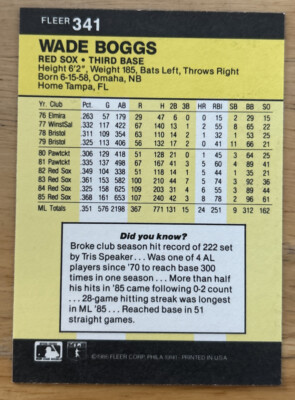 FLEER 341
WADE BOGGS
RED SOX • THIRD BASE
Height 6'2", Weight 185, Bats Left, Throws Right
Born 6-15-58, Omaha, NB
Home Tampa, FL
Yr. Club Pct. G AB R H 2B 3B HR RBI SB BB SO
76 Elmira .263 57 179 29 47 6 0 0 15 2 29 15
77 WinstSal .332 117 422 67 140 13 1 2 55 8 65 22
78 Bristol .311 109 354 63 110 14 2 1 32 1 53 25
79 Bristol .325 113 406 56 132 17 2 0 41 11 66 21
80 Pawtckt .306 129 418 51 128 21 0 1 45 3 64 25
81 Pawtckt .335 137 498 67 167 41 3 5 60 4 89 41
82 Red Sox .349 104 338 51 118 14 1 5 44 1 35 21
83 Red Sox .361 153 582 100 210 44 7 5 74 3 92 36
84 Red Sox .325 158 625 109 203 31 4 6 55 3 89 44
85 Red Sox .368 161 653 107 240 42 3 8 78 2 96 61
ML Totals .351 576 2198 367 771 131 15 24 251 9 312 162
Did you know?
Broke club season hit record of 222 set
by Tris Speaker... Was one of 4 AL
players since '70 to reach base 300
times in one season... More than half
his hits in '85 came following 0-2 count
... 28-game hitting streak was longest
in ML '85... Reached base in 51
straight games.
©1986 FLEER CORP. PHILA 19141 PRINTED IN U.S.A.